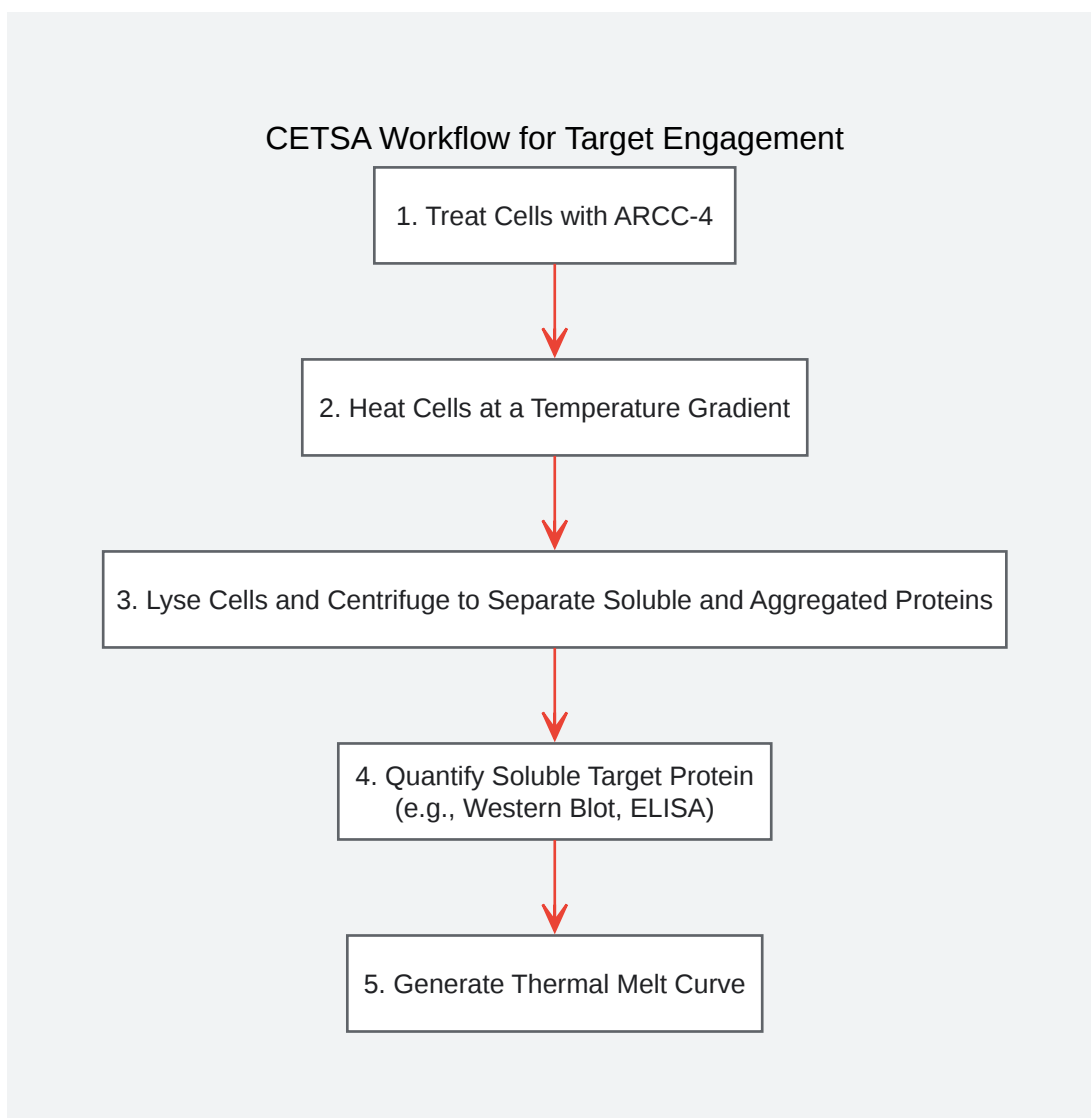 CETSA Workflow for Target Engagement
1. Treat Cells with ARCC-4
2. Heat Cells at a Temperature Gradient
3. Lyse Cells and Centrifuge to Separate Soluble and Aggregated Proteins
4. Quantify Soluble Target Protein
(e.g., Western Blot, ELISA)
5. Generate Thermal Melt Curve